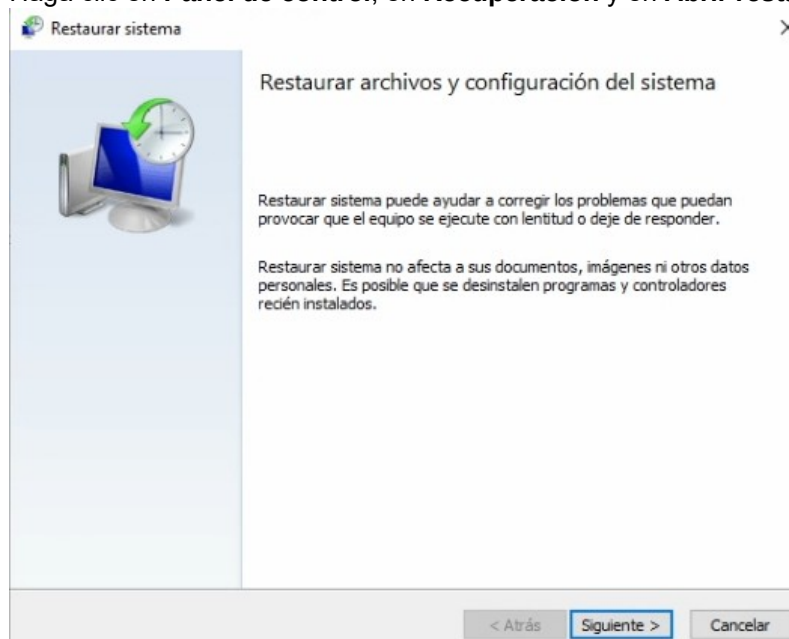 Restaurar sistema
Restaurar archivos y configuración del sistema
Restaurar sistema puede ayudar a corregir los problemas que puedan
provocar que el equipo se ejecute con lentitud o deje de responder.
Restaurar sistema no afecta a sus documentos, imágenes ni otros datos
personales. Es posible que se desinstalen programas y controladores
recién instalados.
< Atrás Siguiente > Cancelar